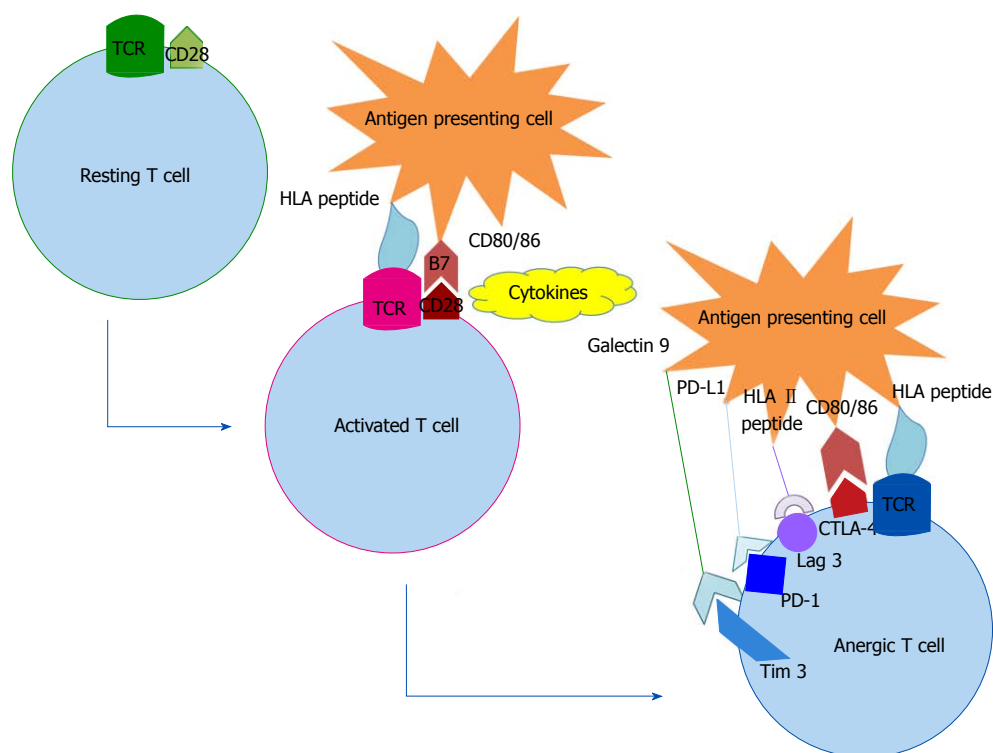 TCR
CD28
Resting T cell
Antigen presenting cell
HLA peptide
CD80/86
B7
TCR
CD28
Cytokines
Activated T cell
Antigen presenting cell
Galectin 9
PD-L1
HLA Ⅱ
peptide
CD80/86
HLA peptide
TCR
CTLA-4
Lag 3
PD-1
Tim 3
Anergic T cell